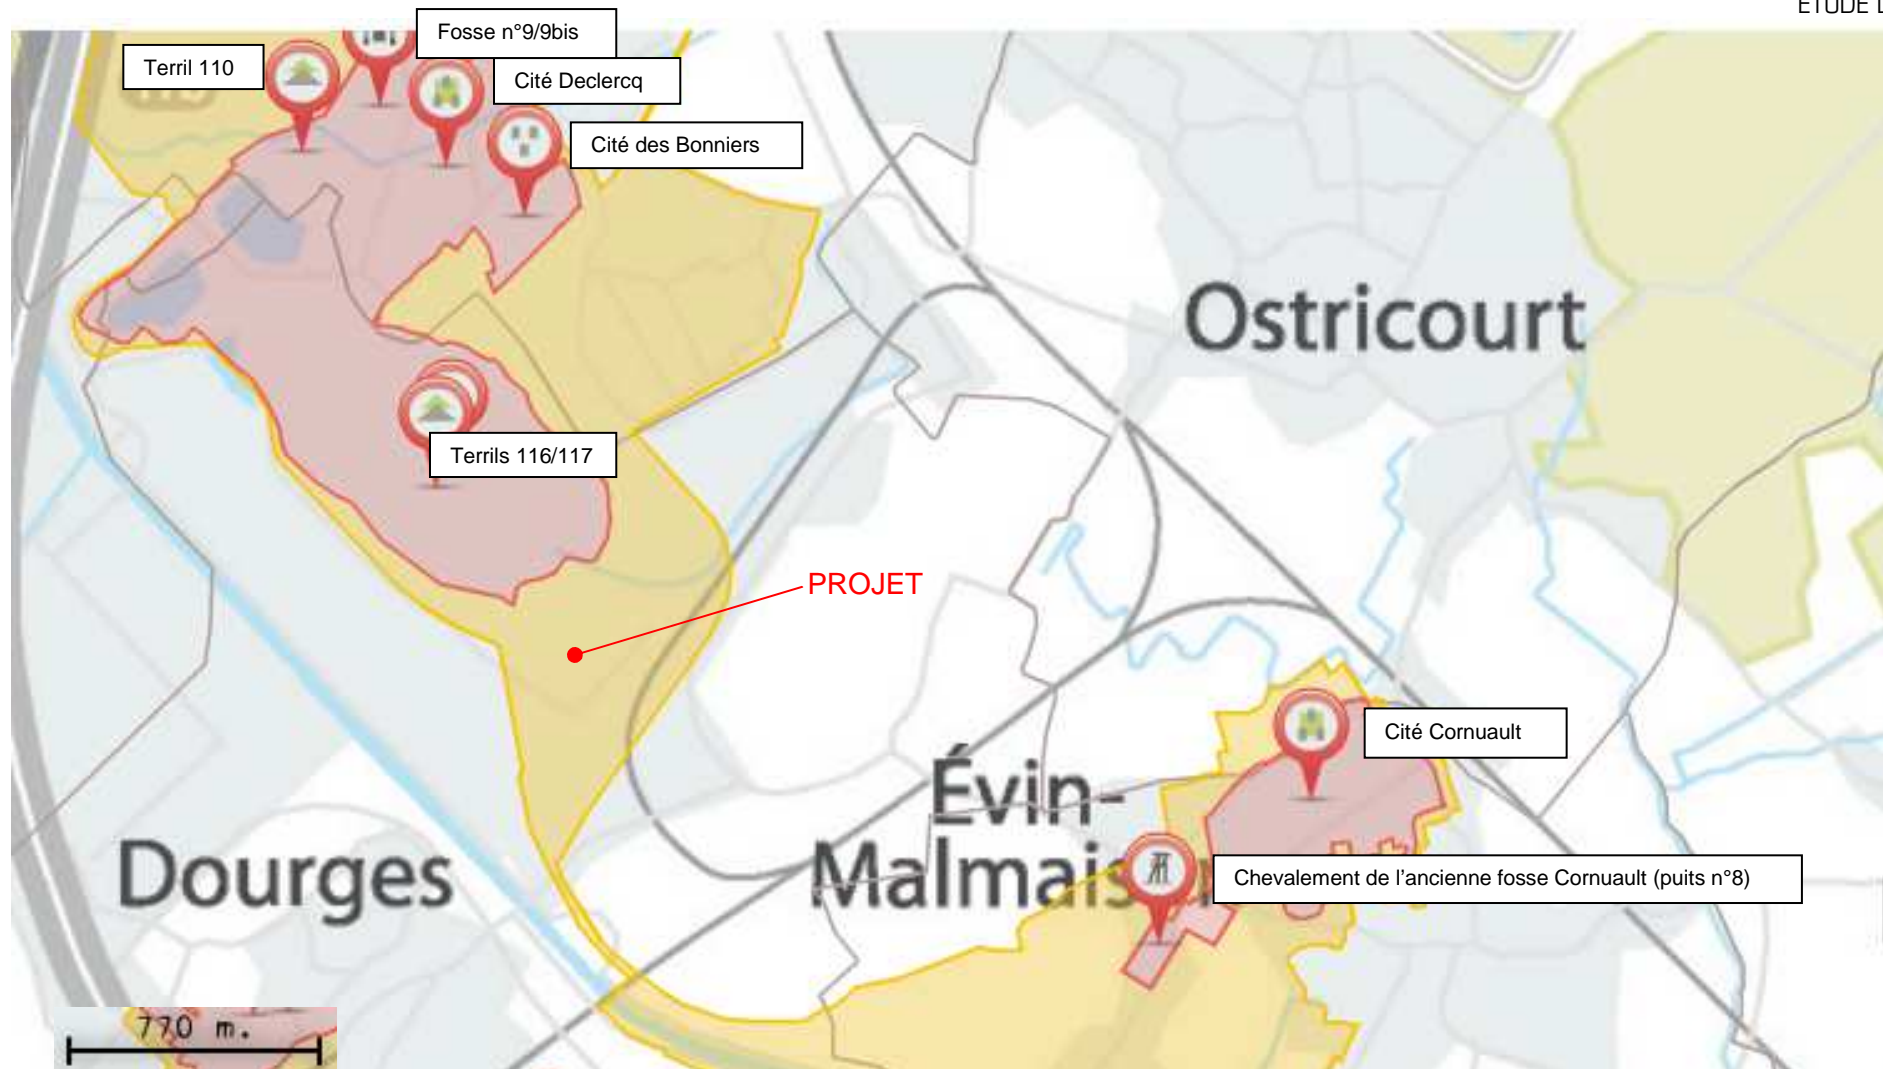 ETUDE D
Fosse n°9/9bis
Terril 110
Cité Declercq
Cité des Bonniers
Ostricourt
Terrils 116/117
PROJET
Cité Cornuault
Évin-
Malmais
Dourges
Chevalement de l'ancienne fosse Cornuault (puits n°8)
770 m.